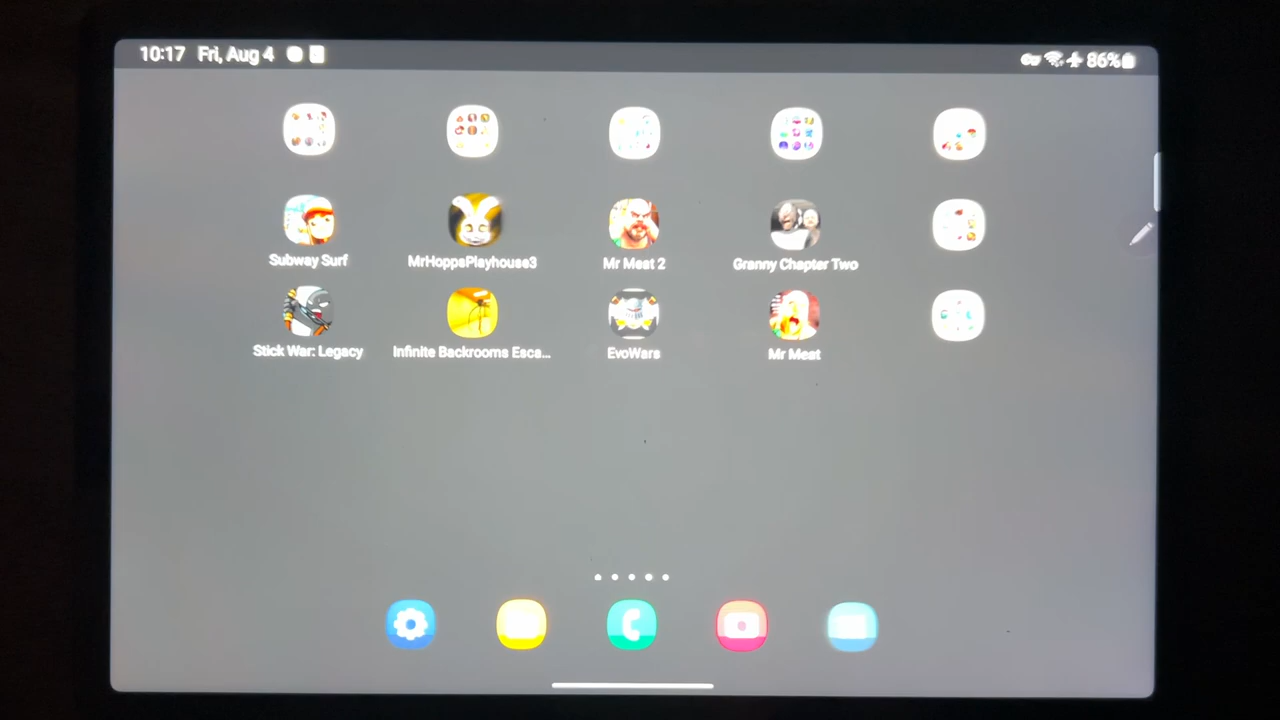 10:17 Fri, Aug 4
86%
Subway Surf
MrHoppsPlayhouse3
Mr Meat 2
Granny Chapter Two
Stick War: Legacy
Infinite Backrooms Esca...
EvoWars
Mr Meat